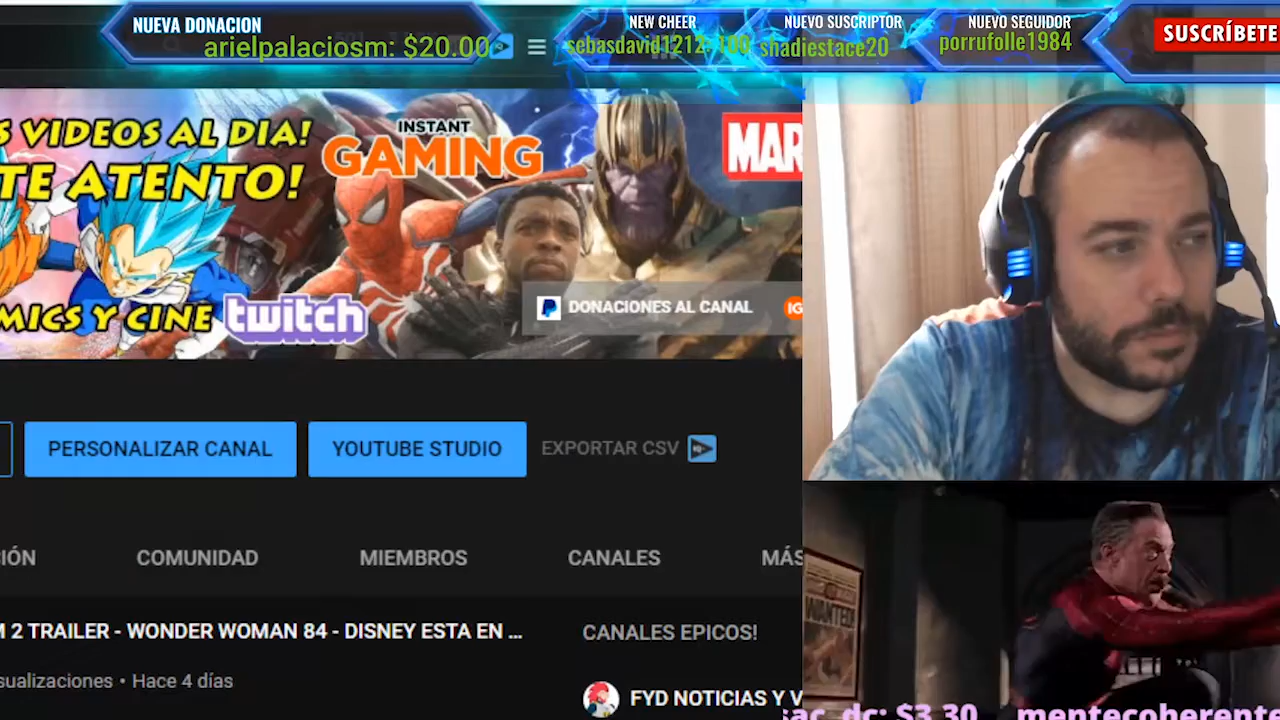 NUEVA DONACION
arielpalaciosm: $20.00
NEW CHEER
sebasdavid1212: 100
NUEVO SUSCRIPTOR
shadiestace20
NUEVO SEGUIDOR
porrufolle1984
SUSCRÍBETE
S VIDEOS AL DIA!
TE ATENTO!
MICS Y CINE
twitch
INSTANT
GAMING
MAR
DONACIONES AL CANAL
IG
PERSONALIZAR CANAL
YOUTUBE STUDIO
EXPORTAR CSV
IÓN
COMUNIDAD
MIEMBROS
CANALES
MÁS
M 2 TRAILER - WONDER WOMAN 84 - DISNEY ESTA EN ...
sualizaciones • Hace 4 días
CANALES EPICOS!
FYD NOTICIAS Y V
WANTED!
sac_dc: $3.30
mentecoherente